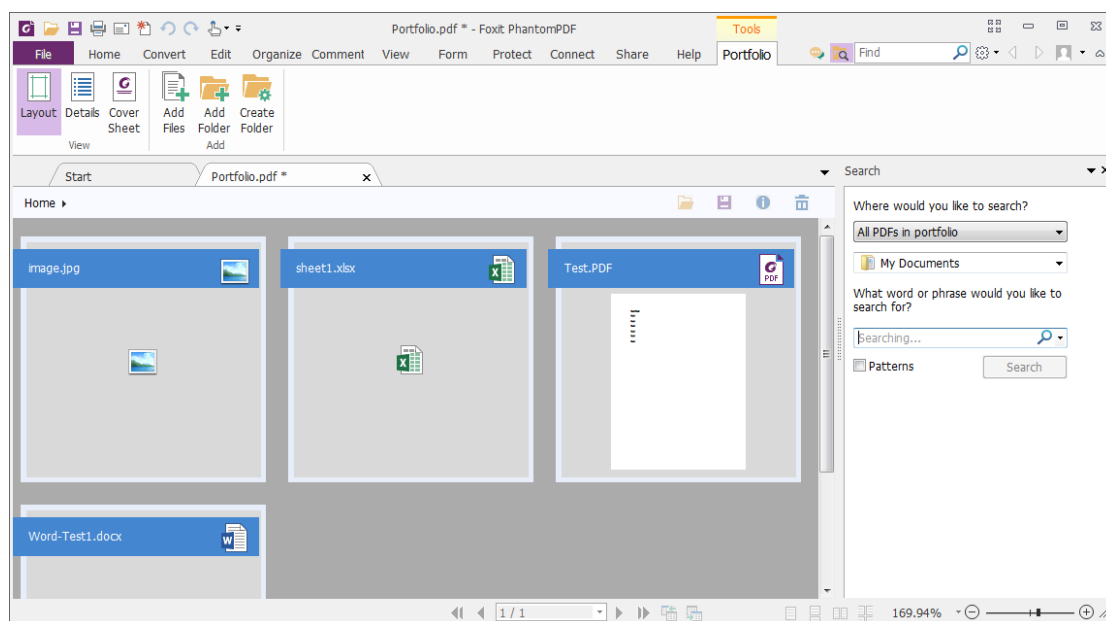 Portfolio.pdf * - Foxit PhantomPDF
Tools
File Home Convert Edit Organize Comment View Form Protect Connect Share Help Portfolio
Find
Layout Details Cover Sheet Add Files Add Folder Create Folder
View Add
Start Portfolio.pdf * x
Search
Home
Where would you like to search?
All PDFs in portfolio
My Documents
What word or phrase would you like to
search for?
Searching...
Patterns
Search
image.jpg
sheet1.xlsx
Test.PDF
PDF
Word-Test1.docx
1 / 1
169.94%